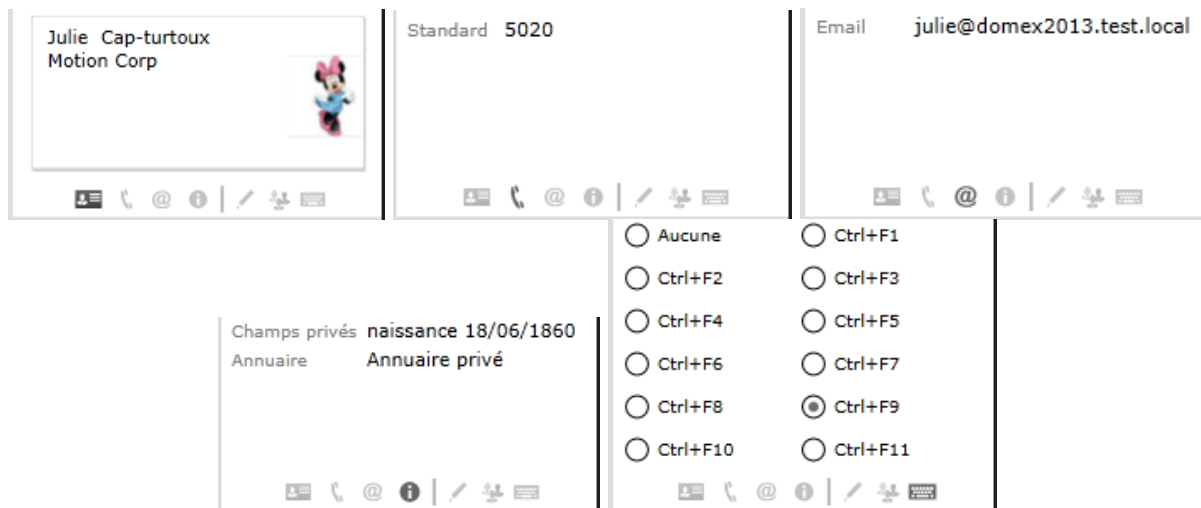 Julie Cap-turtoux
Motion Corp
Standard 5020
Email julie@domex2013.test.local
Champs privés naissance 18/06/1860
Annuaire Annuaire privé
Aucune Ctrl+F1
Ctrl+F2 Ctrl+F3
Ctrl+F4 Ctrl+F5
Ctrl+F6 Ctrl+F7
Ctrl+F8 Ctrl+F9
Ctrl+F10 Ctrl+F11